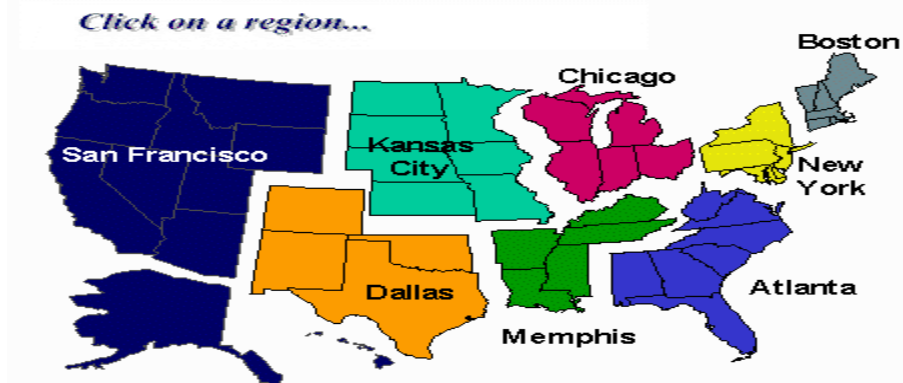 Click on a region...
Boston
Chicago
San Francisco
Kansas
City
New
York
Dallas
Atlanta
Memphis